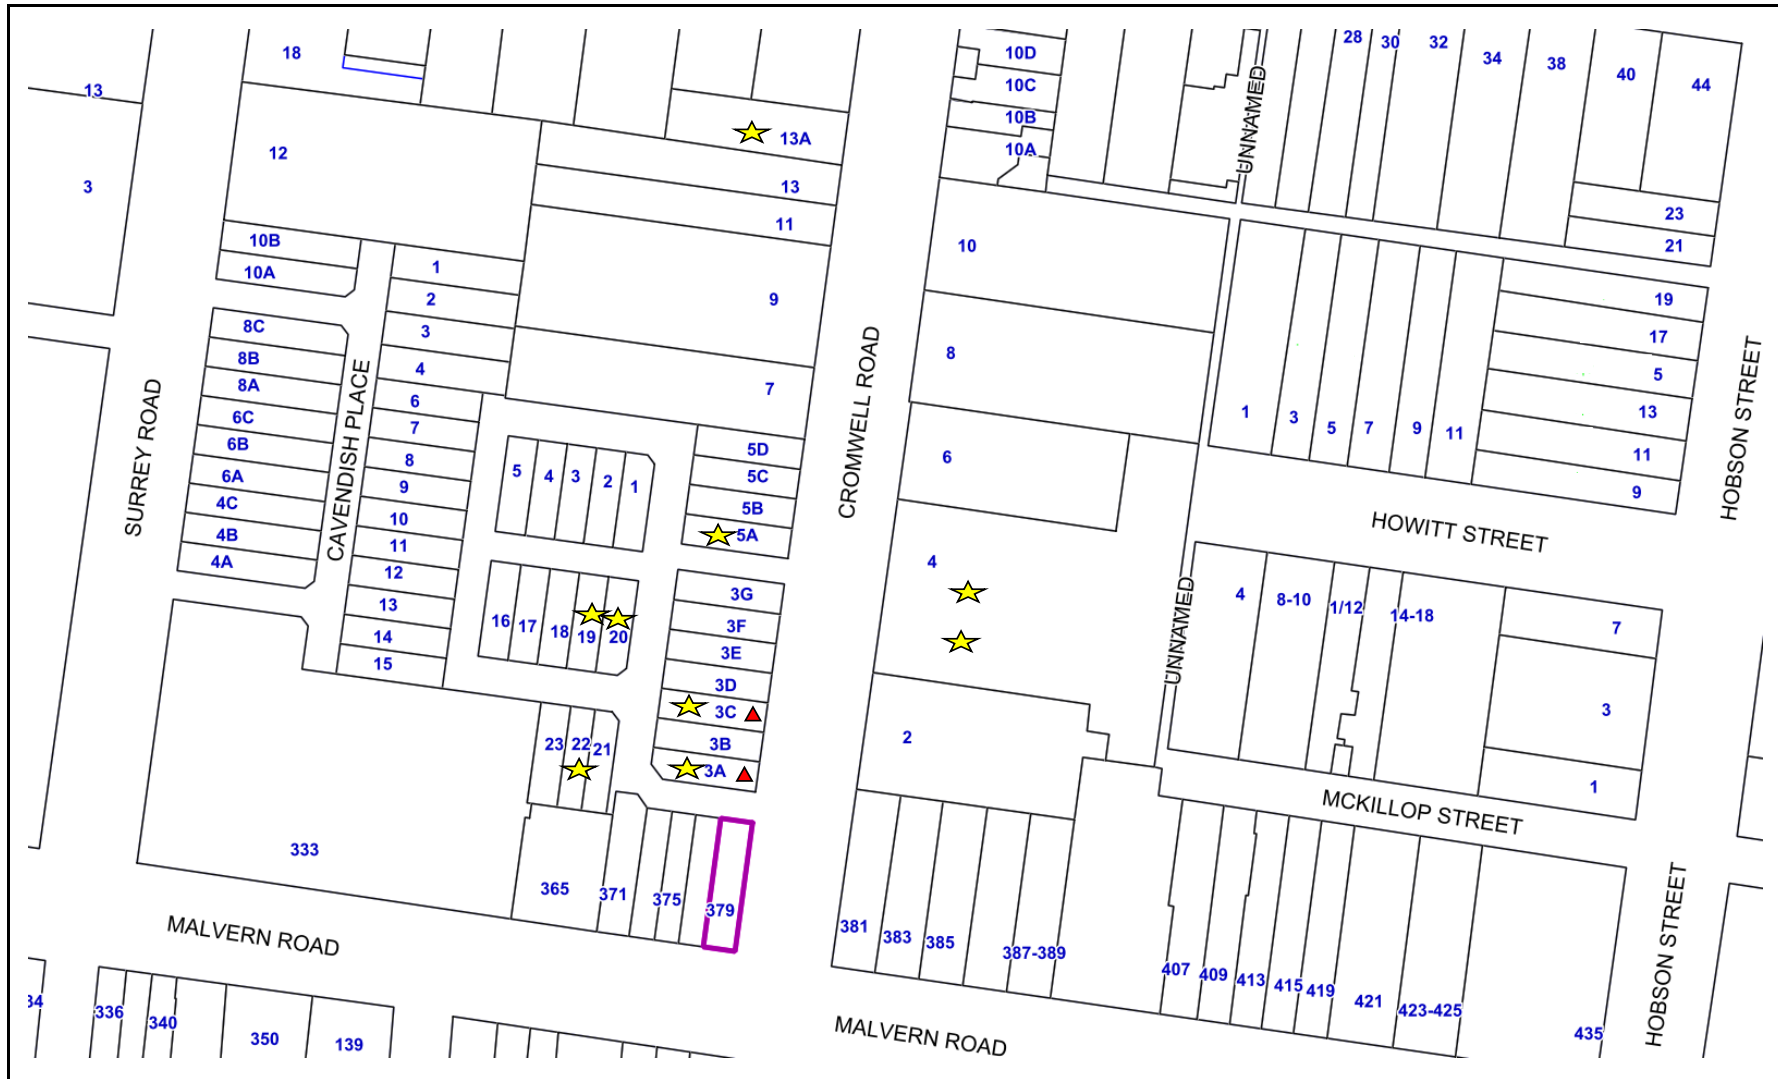 18
13
12
3
13A
13
11
9
7
10B
10A
8C
8B
8A
6C
6B
6A
4C
4B
4A
1
2
3
4
6
7
8
9
10
11
12
13
14
15
SURREY ROAD
CAVENDISH PLACE
5
4
3
2
1
5D
5C
5B
5A
16
17
18
19
20
3G
3F
3E
3D
3C
3B
3A
23
22
21
333
365
371
375
379
MALVERN ROAD
34
336
340
350
139
CROMWELL ROAD
10D
10C
10B
10A
10
8
6
4
2
381
383
385
387-389
407
409
413
415
419
421
423-425
435
MALVERN ROAD
UNNAMED
28
30
32
34
38
40
44
23
21
1
3
5
7
9
11
19
17
5
13
11
9
HOBSON STREET
HOWITT STREET
UNNAMED
4
8-10
1/12
14-18
7
3
1
MCKILLOP STREET
HOBSON STREET